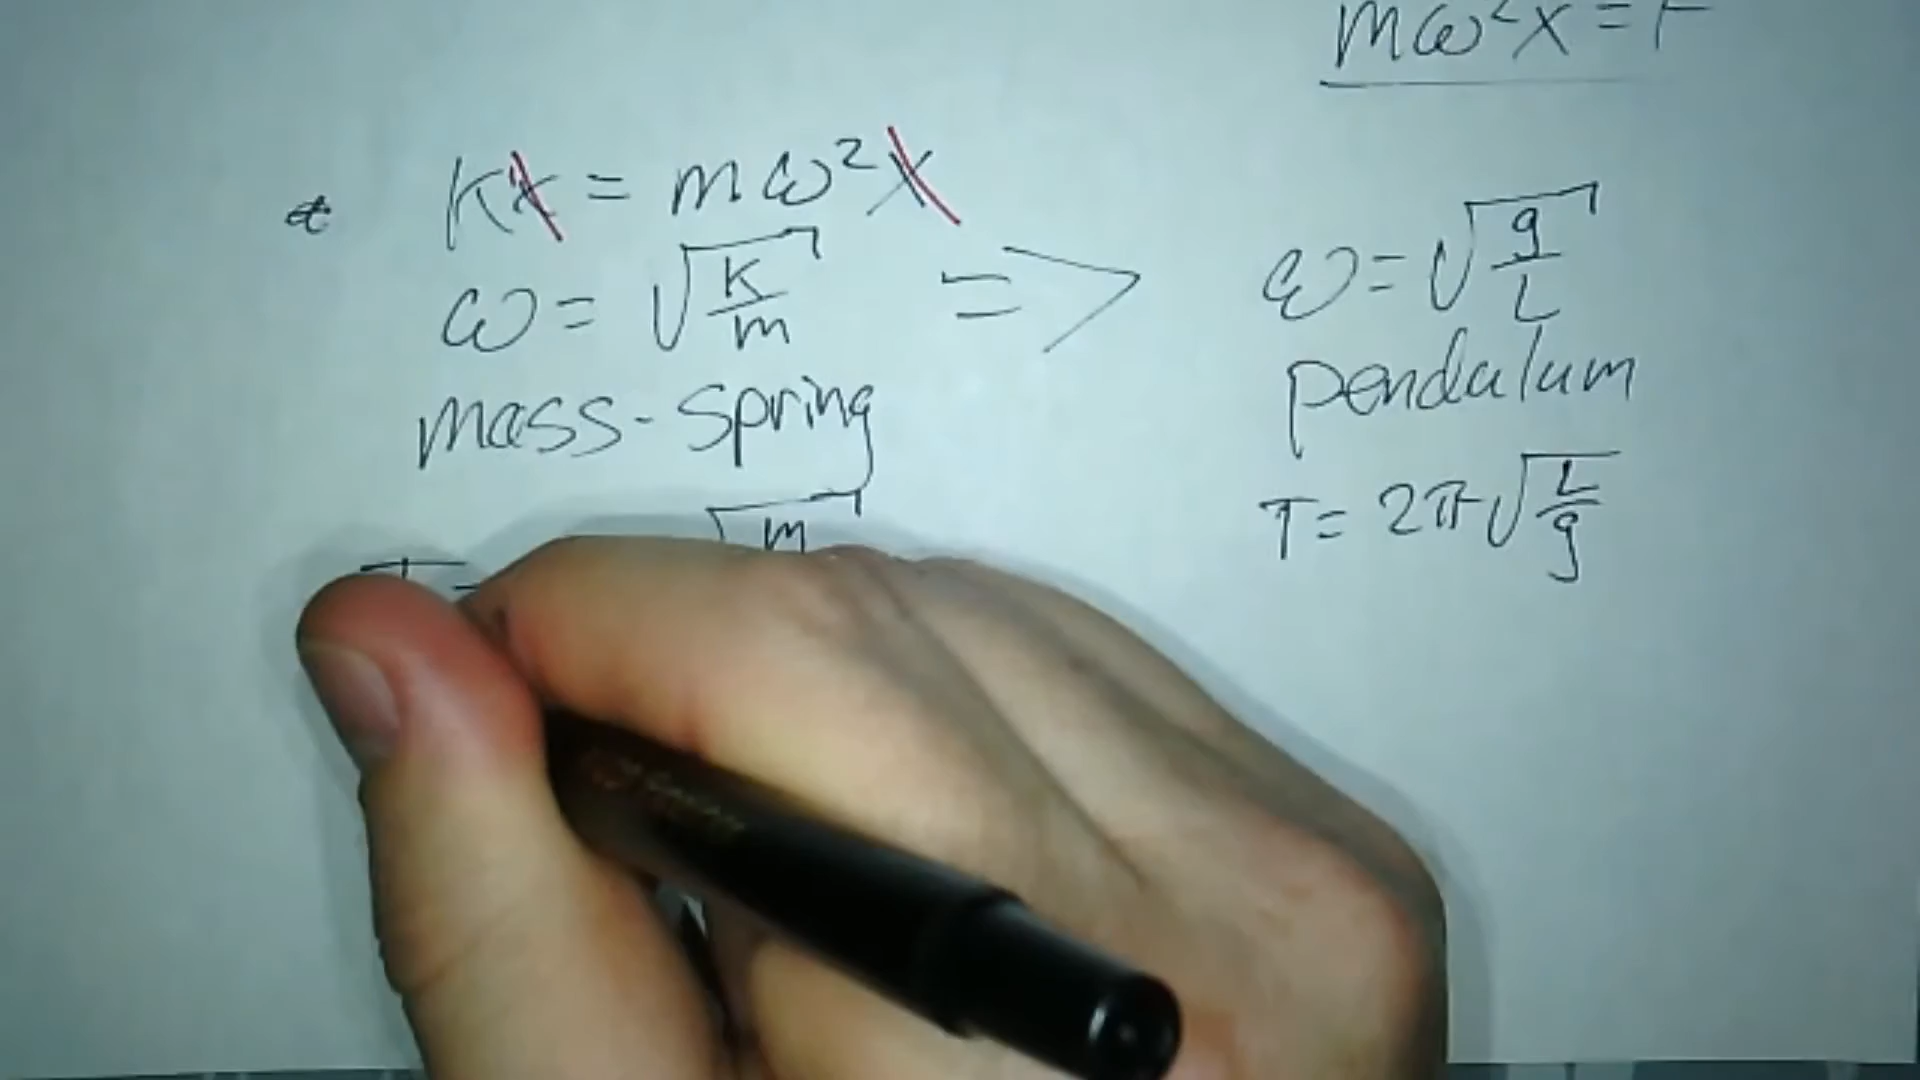 mω²x = F
kx = mω²x
ω = √(k/m) => ω = √(g/L)
mass-spring pendulum
T = √m T = 2π√(L/g)